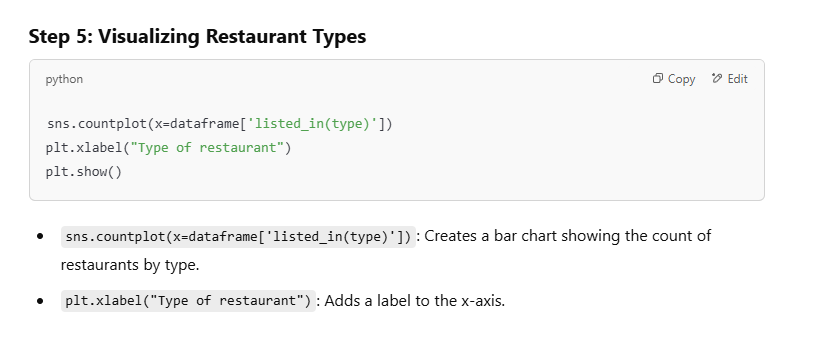 Step 5: Visualizing Restaurant Types
python
Copy Edit
sns.countplot(x=dataframe['listed_in(type)'])
plt.xlabel("Type of restaurant")
plt.show()
• sns.countplot(x=dataframe['listed_in(type)']) : Creates a bar chart showing the count of
restaurants by type.
• plt.xlabel("Type of restaurant") : Adds a label to the x-axis.